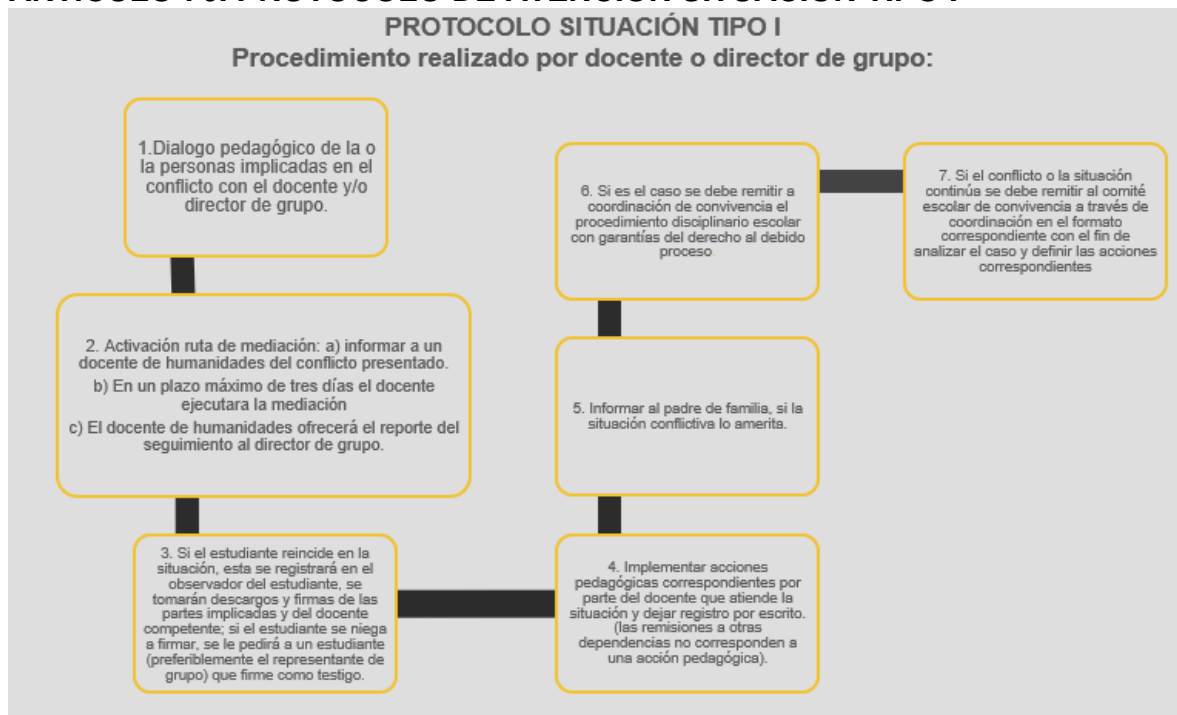 PROTOCOLO SITUACIÓN TIPO I
Procedimiento realizado por docente o director de grupo:
1.Dialogo pedagógico de la o
la personas implicadas en el
conflicto con el docente y/o
director de grupo.
2. Activación ruta de mediación: a) informar a un
docente de humanidades del conflicto presentado.
b) En un plazo máximo de tres días el docente
ejecutara la mediación
c) El docente de humanidades ofrecerá el reporte del
seguimiento al director de grupo.
3. Si el estudiante reincide en la
situación, esta se registrará en el
observador del estudiante, se
tomarán descargos y firmas de las
partes implicadas y del docente
competente; si el estudiante se niega
a firmar, se le pedirá a un estudiante
(preferiblemente el representante de
grupo) que firme como testigo.
4. Implementar acciones
pedagógicas correspondientes por
parte del docente que atiende la
situación y dejar registro por escrito.
(las remisiones a otras
dependencias no corresponden a
una acción pedagógica).
5. Informar al padre de familia, si la
situación conflictiva lo amerita.
6. Si es el caso se debe remitir a
coordinación de convivencia el
procedimiento disciplinario escolar
con garantías del derecho al debido
proceso
7. Si el conflicto o la situación
continúa se debe remitir al comité
escolar de convivencia a través de
coordinación en el formato
correspondiente con el fin de
analizar el caso y definir las acciones
correspondientes